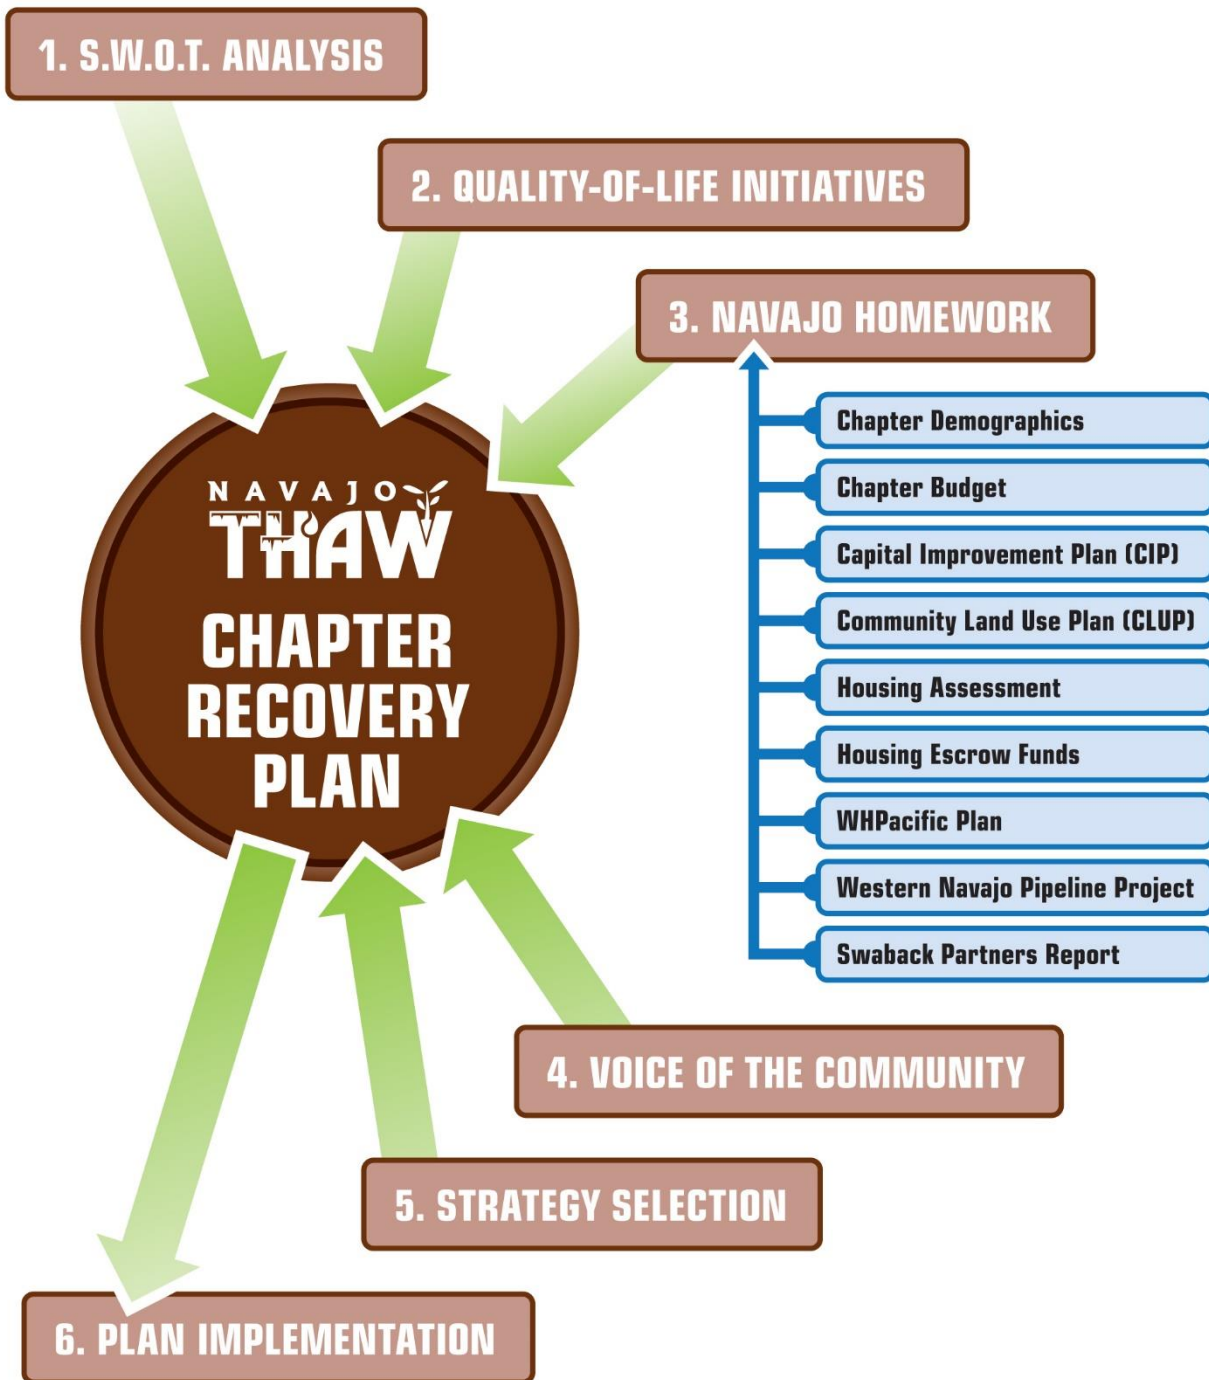 1. S.W.O.T. ANALYSIS
2. QUALITY-OF-LIFE INITIATIVES
3. NAVAJO HOMEWORK
Chapter Demographics
Chapter Budget
Capital Improvement Plan (CIP)
Community Land Use Plan (CLUP)
Housing Assessment
Housing Escrow Funds
WHPacific Plan
Western Navajo Pipeline Project
Swaback Partners Report
NAVAJO
THAW
CHAPTER
RECOVERY
PLAN
4. VOICE OF THE COMMUNITY
5. STRATEGY SELECTION
6. PLAN IMPLEMENTATION